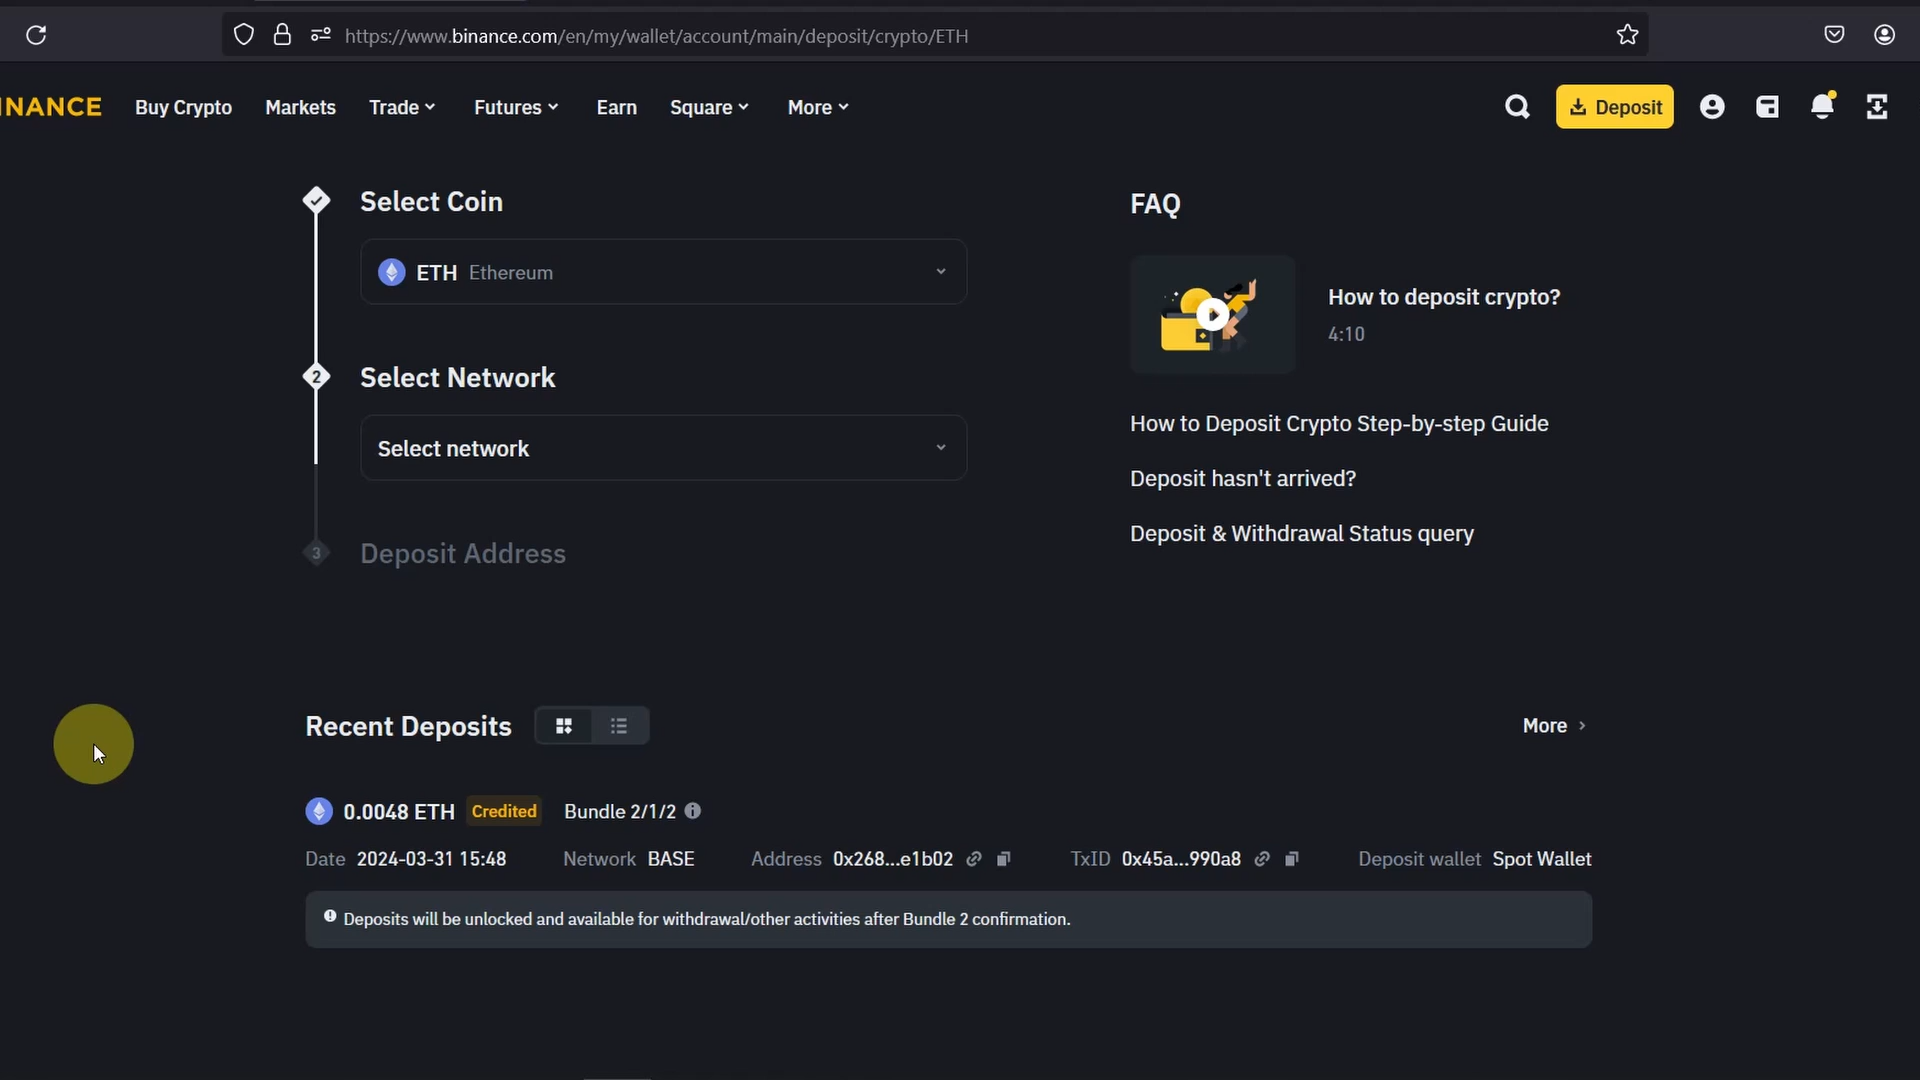 https://www.binance.com/en/my/wallet/account/main/deposit/crypto/ETH
INANCE Buy Crypto Markets Trade Futures Earn Square More Deposit
Select Coin
ETH Ethereum
2 Select Network
Select network
3 Deposit Address
FAQ
How to deposit crypto?
4:10
How to Deposit Crypto Step-by-step Guide
Deposit hasn't arrived?
Deposit & Withdrawal Status query
Recent Deposits More
0.0048 ETH Credited Bundle 2/1/2
Date 2024-03-31 15:48 Network BASE Address 0x268...e1b02 TxID 0x45a...990a8 Deposit wallet Spot Wallet
Deposits will be unlocked and available for withdrawal/other activities after Bundle 2 confirmation.